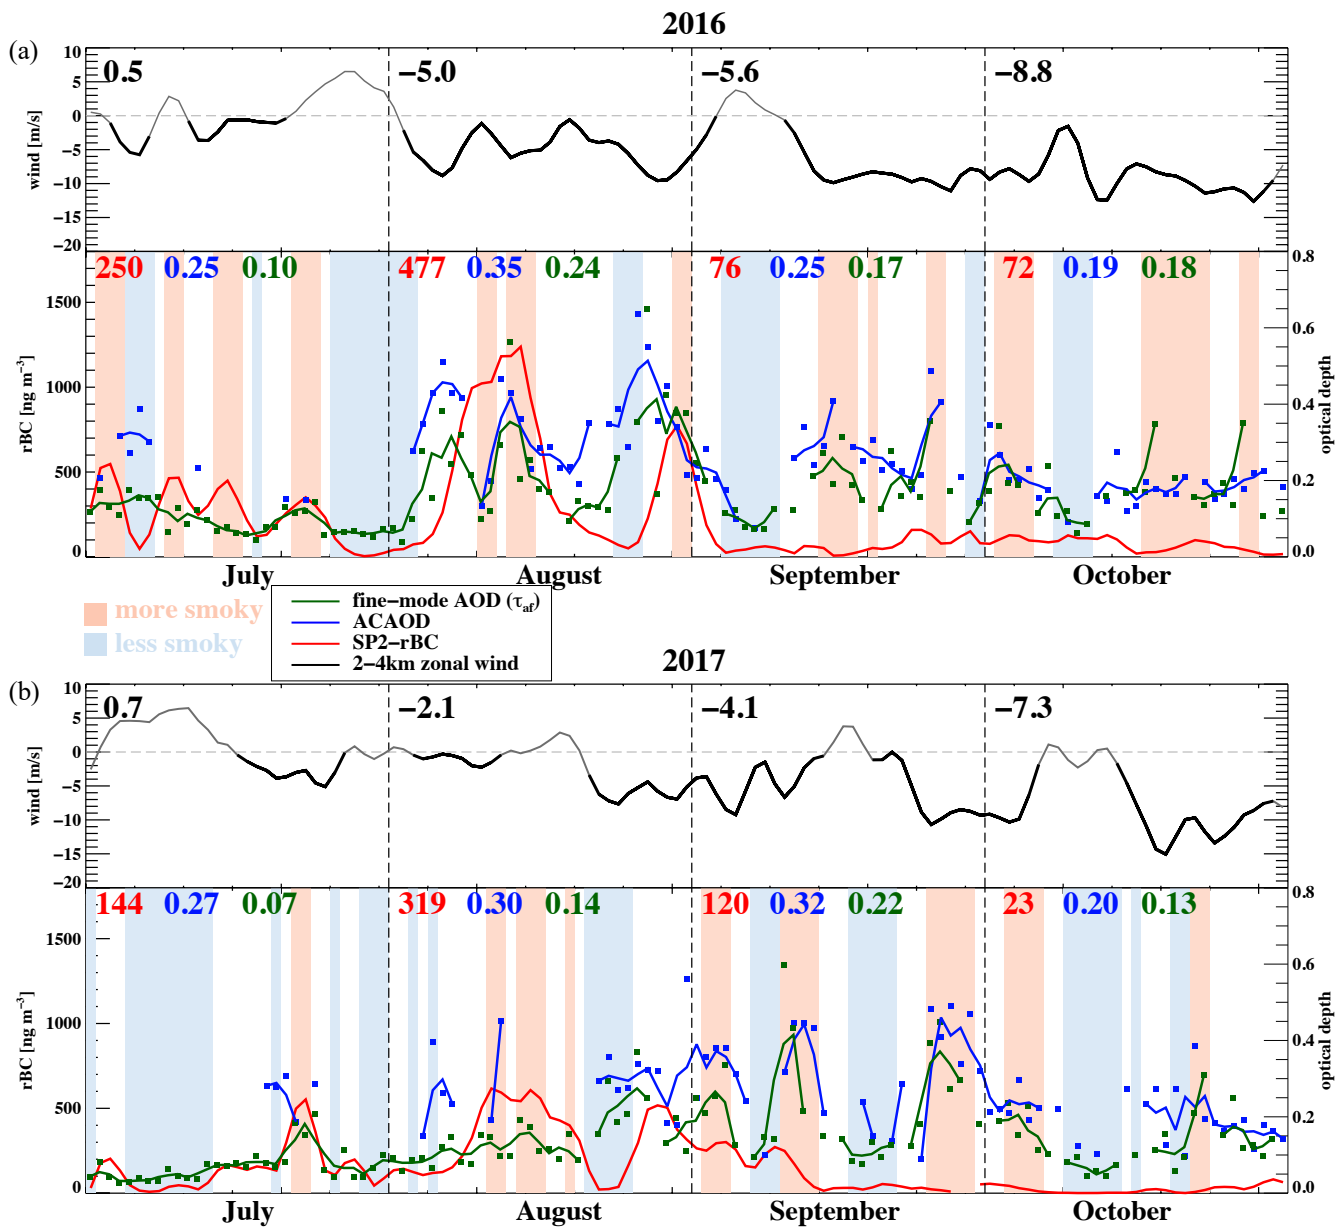 2016
(a)
10
5
0
−5
−10
−15
−20
wind [m/s]
0.5
−5.0
−5.6
−8.8
250 0.25 0.10
477 0.35 0.24
76 0.25 0.17
72 0.19 0.18
1500
1000
500
0
rBC [ng m⁻³]
0.8
0.6
0.4
0.2
0.0
optical depth
July August September October
more smoky
less smoky
fine−mode AOD (τaf)
ACAOD
SP2−rBC
2−4km zonal wind
2017
(b)
10
5
0
−5
−10
−15
−20
wind [m/s]
0.7
−2.1
−4.1
−7.3
144 0.27 0.07
319 0.30 0.14
120 0.32 0.22
23 0.20 0.13
1500
1000
500
0
rBC [ng m⁻³]
0.8
0.6
0.4
0.2
0.0
optical depth
July August September October